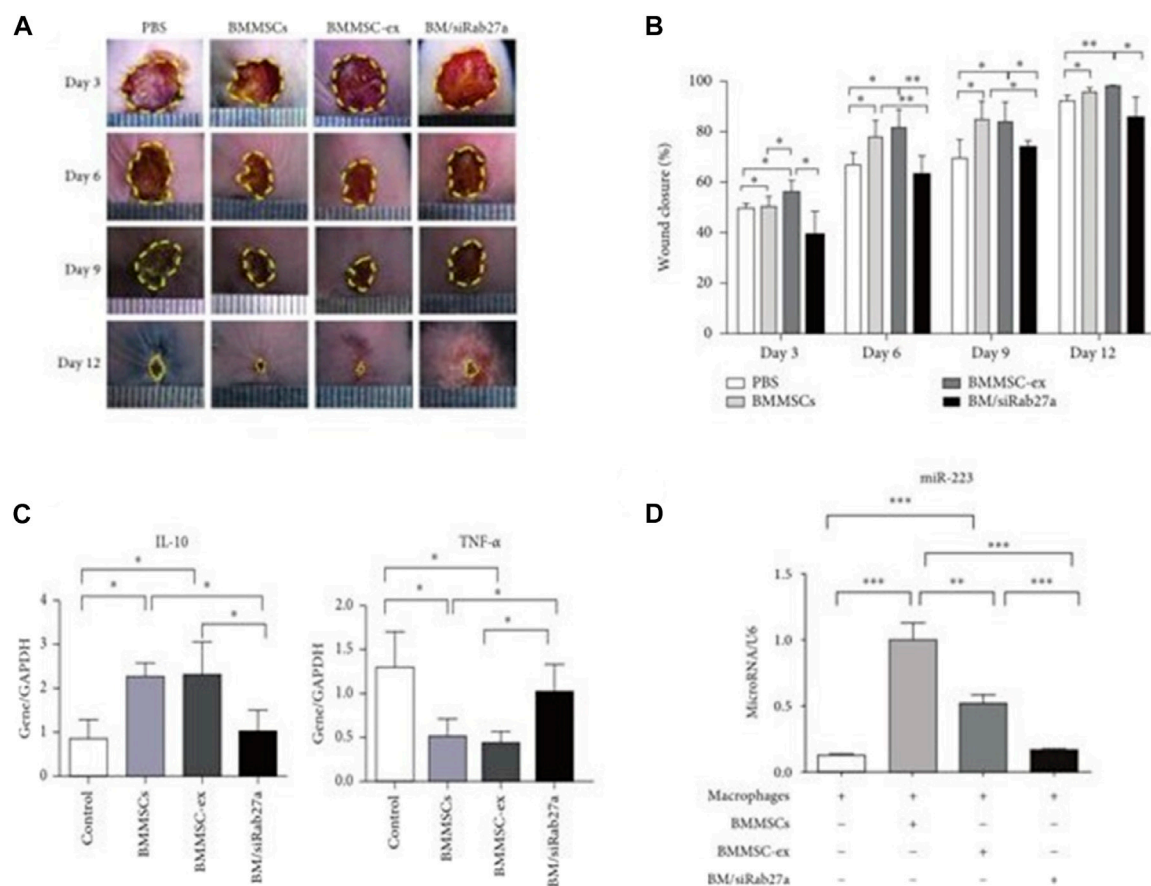 A
PBS BMMSCs BMMSC-ex BM/siRab27a
Day 3
Day 6
Day 9
Day 12
B
* ** * *
* ** * ** * * * * * *
* * * * *
100
80
60
40
20
0
Wound closure (%)
Day 3 Day 6 Day 9 Day 12
PBS BMMSC-ex
BMMSCs BM/siRab27a
C
IL-10
*
* *
*
4
3
2
1
0
Gene/GAPDH
Control BMMSCs BMMSC-ex BM/siRab27a
TNF-α
*
* *
*
2.0
1.5
1.0
0.5
0.0
Gene/GAPDH
Control BMMSCs BMMSC-ex BM/siRab27a
D
miR-223
***
***
*** ** ***
1.5
1.0
0.5
0.0
MicroRNA/U6
Macrophages + + + +
BMMSCs – + – –
BMMSC-ex – – + –
BM/siRab27a – – – +